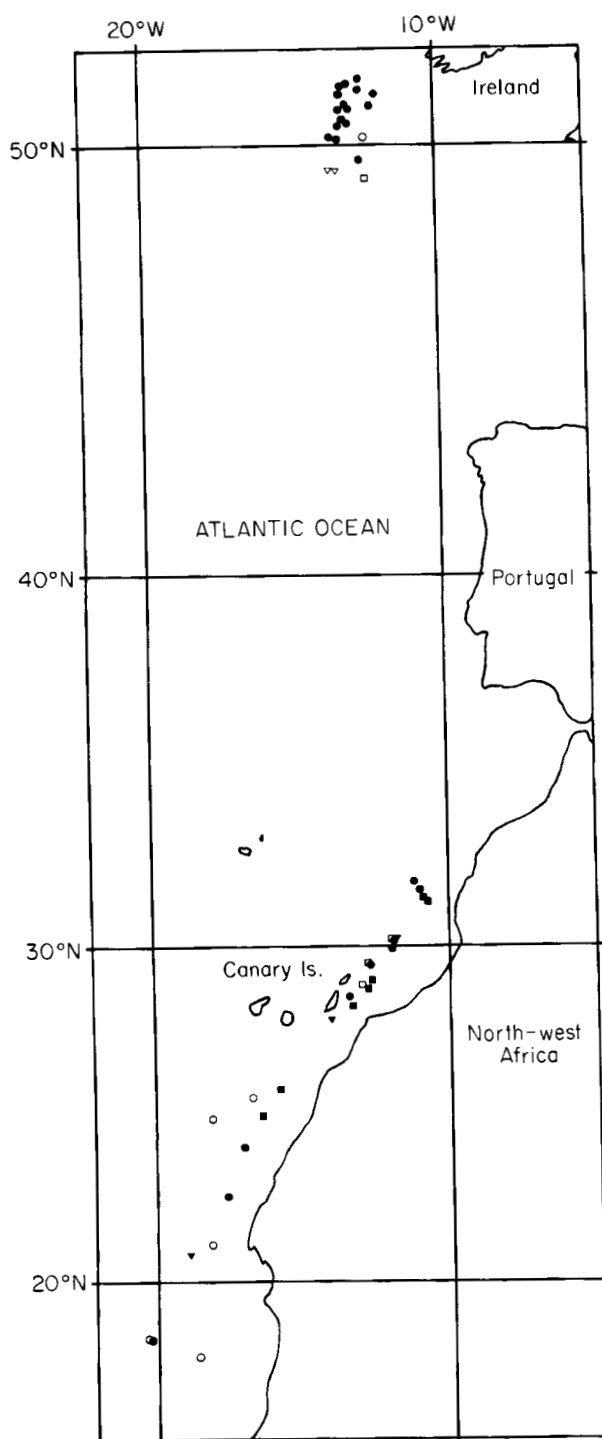 20°W
10°W
Ireland
50°N
ATLANTIC OCEAN
40°N
Portugal
30°N
Canary Is.
North-west
Africa
20°N